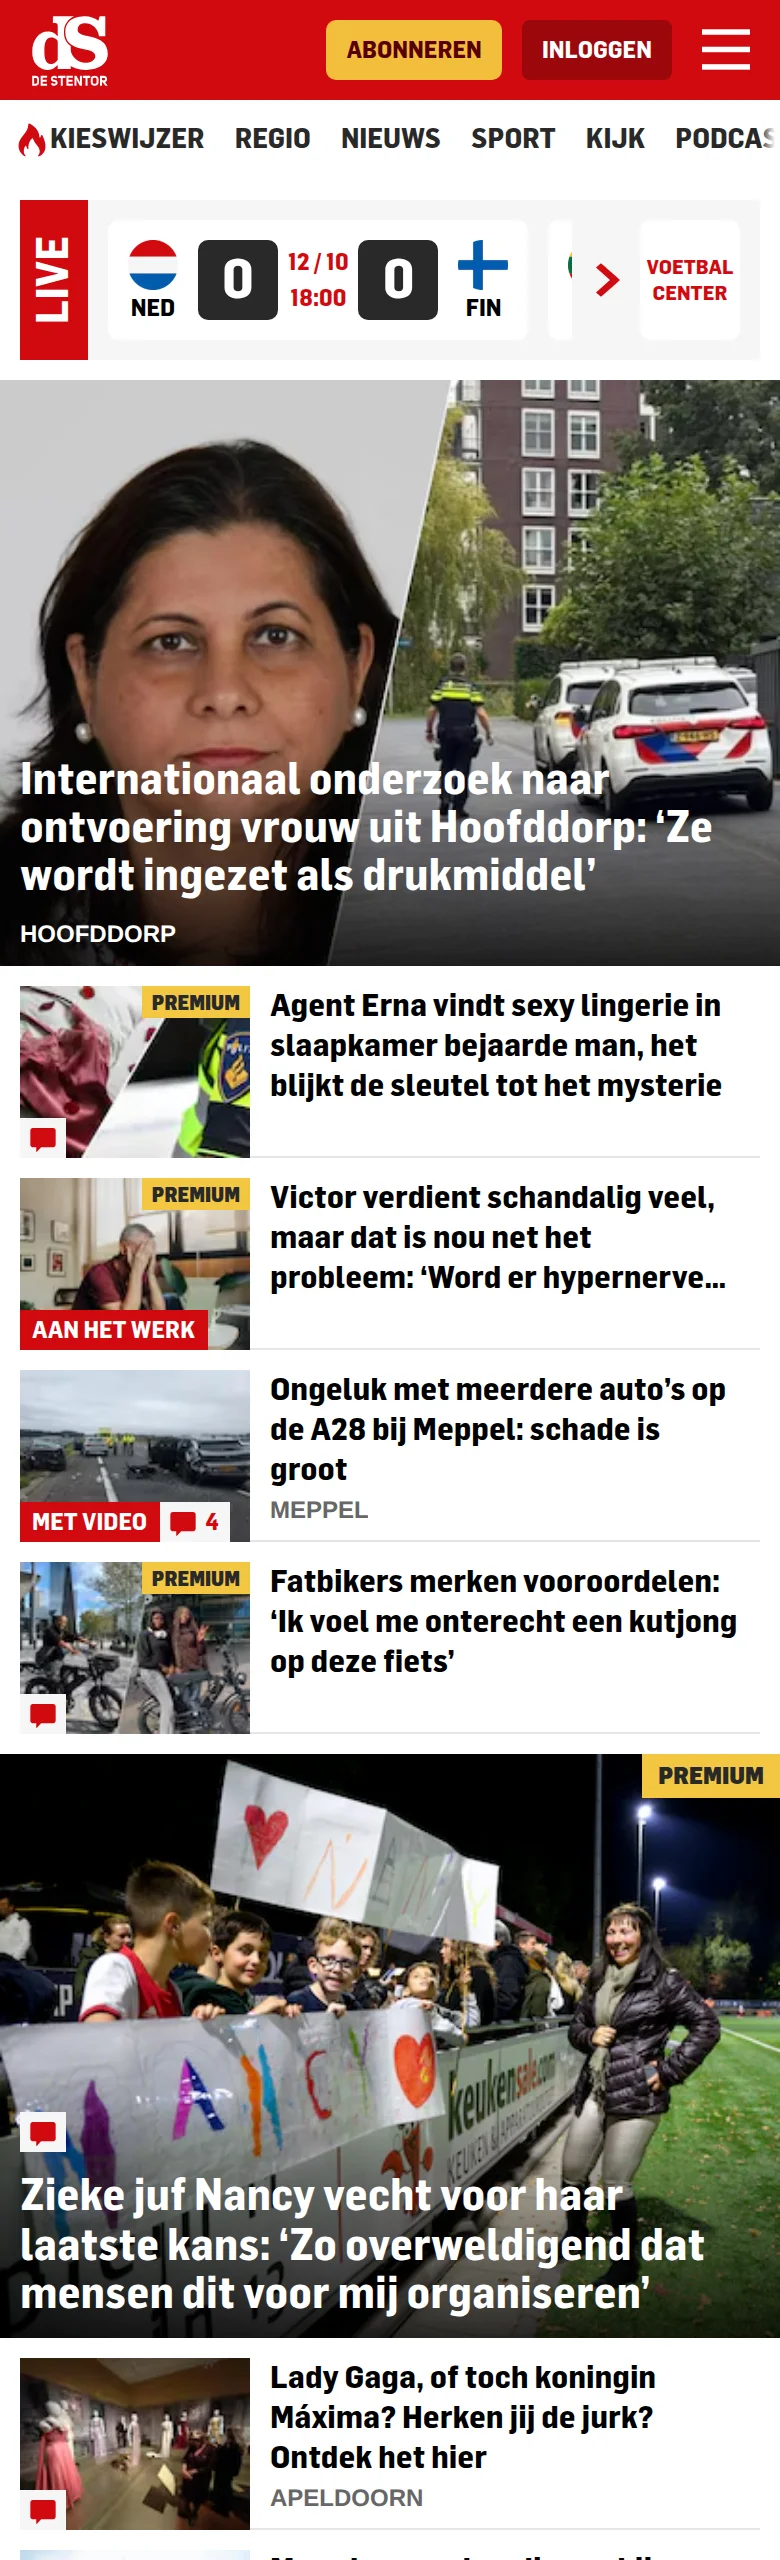 dS
DE STENTOR
ABONNEREN
INLOGGEN
KIESWIJZER REGIO NIEUWS SPORT KIJK PODCAS
LIVE
NED
0
12 / 10
18:00
0
FIN
VOETBAL
CENTER
Internationaal onderzoek naar
ontvoering vrouw uit Hoofddorp: ‘Ze
wordt ingezet als drukmiddel’
HOOFDDORP
PREMIUM
Agent Erna vindt sexy lingerie in
slaapkamer bejaarde man, het
blijkt de sleutel tot het mysterie
PREMIUM
AAN HET WERK
Victor verdient schandalig veel,
maar dat is nou net het
probleem: ‘Word er hypernerve...
MET VIDEO
4
Ongeluk met meerdere auto’s op
de A28 bij Meppel: schade is
groot
MEPPEL
PREMIUM
Fatbikers merken vooroordelen:
‘Ik voel me onterecht een kutjong
op deze fiets’
PREMIUM
NANCY
NANCY
keukensale.com
Zieke juf Nancy vecht voor haar
laatste kans: ‘Zo overweldigend dat
mensen dit voor mij organiseren’
Lady Gaga, of toch koningin
Máxima? Herken jij de jurk?
Ontdek het hier
APELDOORN